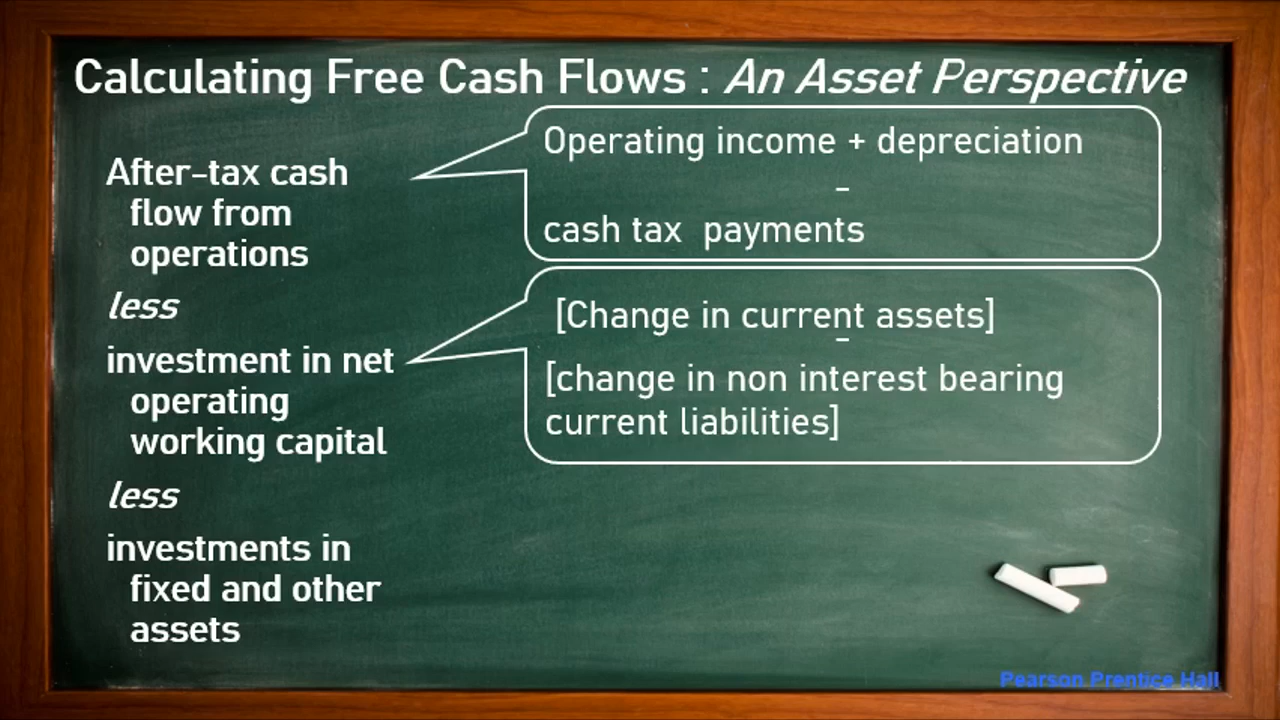 Calculating Free Cash Flows : An Asset Perspective
After-tax cash
flow from
operations
less
investment in net
operating
working capital
less
investments in
fixed and other
assets
Operating income + depreciation
-
cash tax payments
[Change in current assets]
-
[change in non interest bearing
current liabilities]
Pearson Prentice Hall